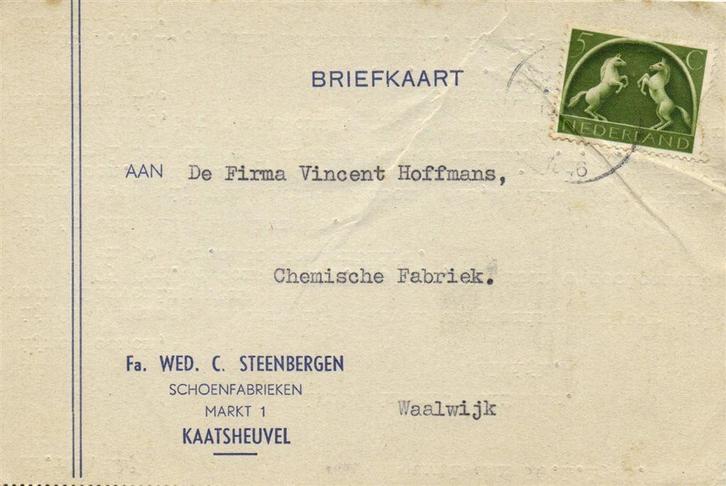 BRIEFKAART
5 C
NEDERLAND
AAN De Firma Vincent Hoffmans,
Chemische Fabriek.
Fa. WED. C. STEENBERGEN
SCHOENFABRIEKEN
MARKT 1
KAATSHEUVEL
Waalwijk